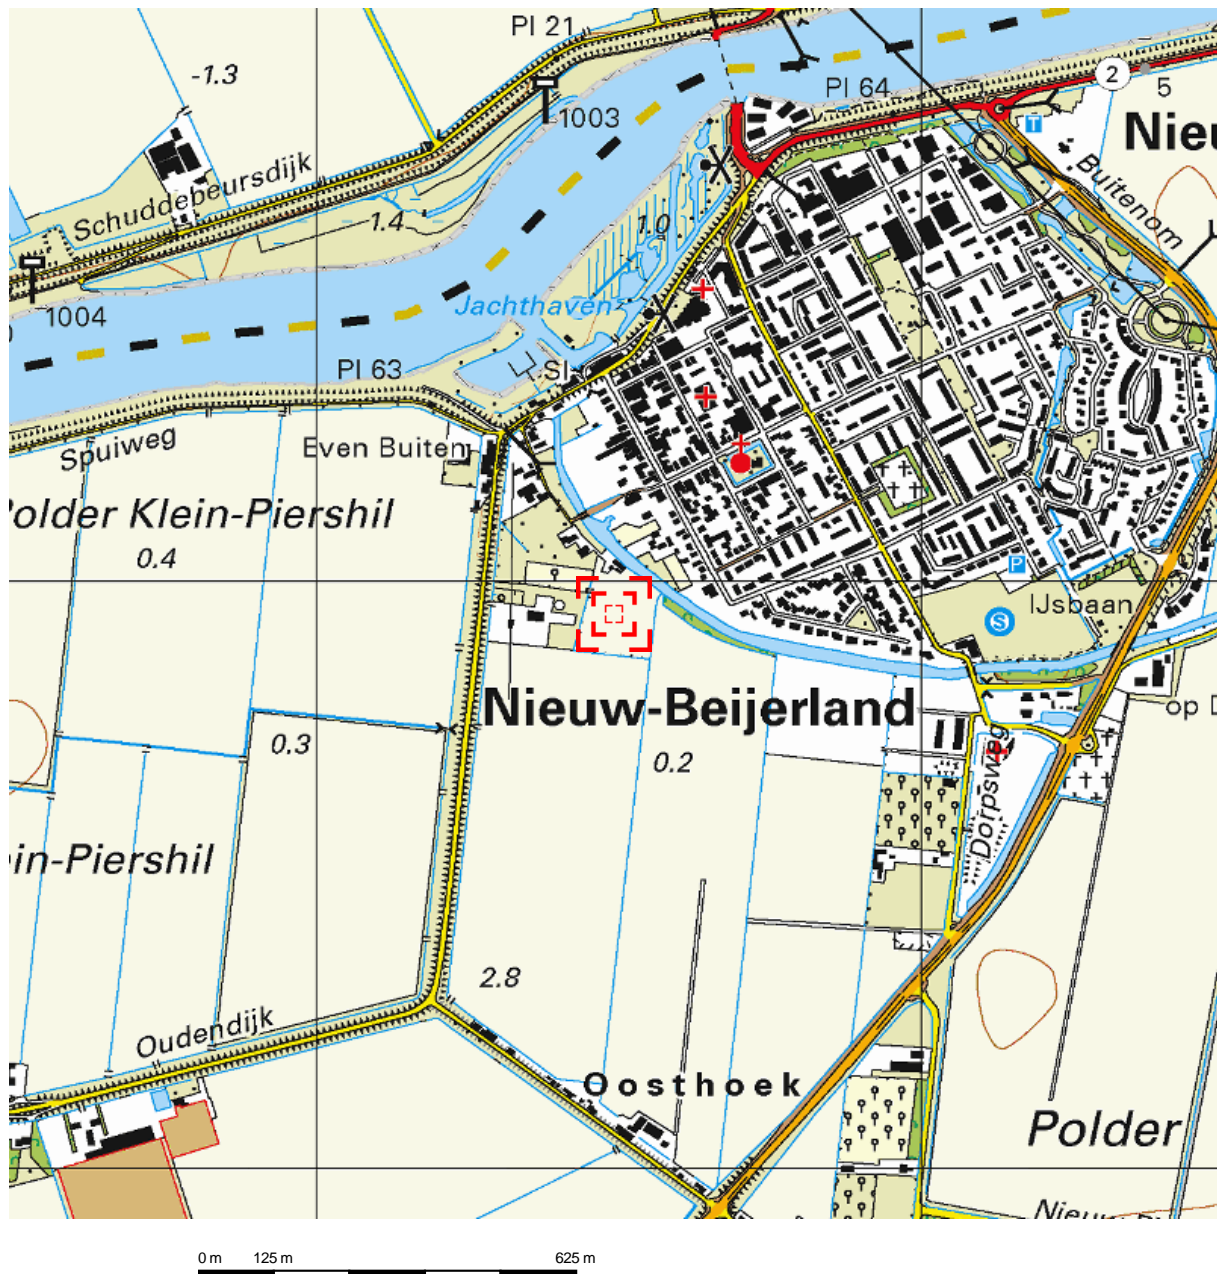 Pl 21
-1.3
2
5
Pl 64
1003
Nieu
T
Buitenom
Schuddebeursdijk
-1.4
1.0
Jachthaven
1004
Pl 63
Sl
Spuiweg
Even Buiten
Polder Klein-Piershil
0.4
P
IJsbaan
S
Nieuw-Beijerland
op D
0.3
0.2
Dorpsweg
ein-Piershil
2.8
Oudendijk
Oosthoek
Polder
0 m 125 m 625 m